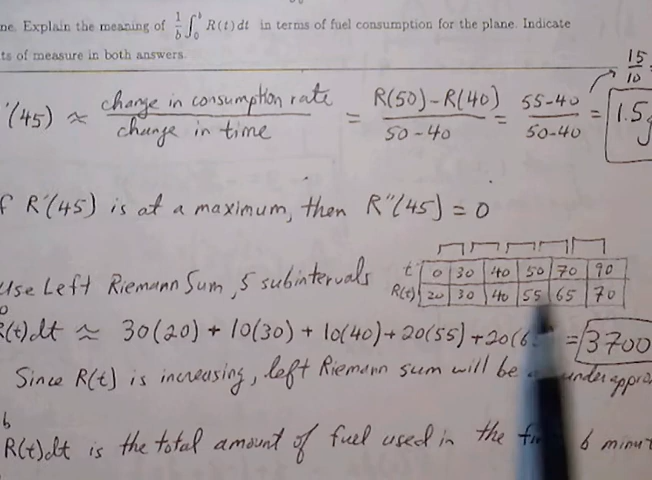 ne. Explain the meaning of 1/b ∫₀ᵇ R(t) dt in terms of fuel consumption for the plane. Indicate
ts of measure in both answers.
'(45) ≈ change in consumption rate / change in time = R(50) - R(40) / 50 - 40 = 55-40 / 50-40 = 1.5
15/10
f R'(45) is at a maximum, then R''(45) = 0
Use Left Riemann Sum, 5 subintervals
t 0 30 40 50 70 90
R(t) 20 30 40 55 65 70
R(t)dt ≈ 30(20) + 10(30) + 10(40) + 20(55) + 20(6 = 3700
Since R(t) is increasing, left Riemann sum will be underappro
b
R(t)dt is the total amount of fuel used in the b minut